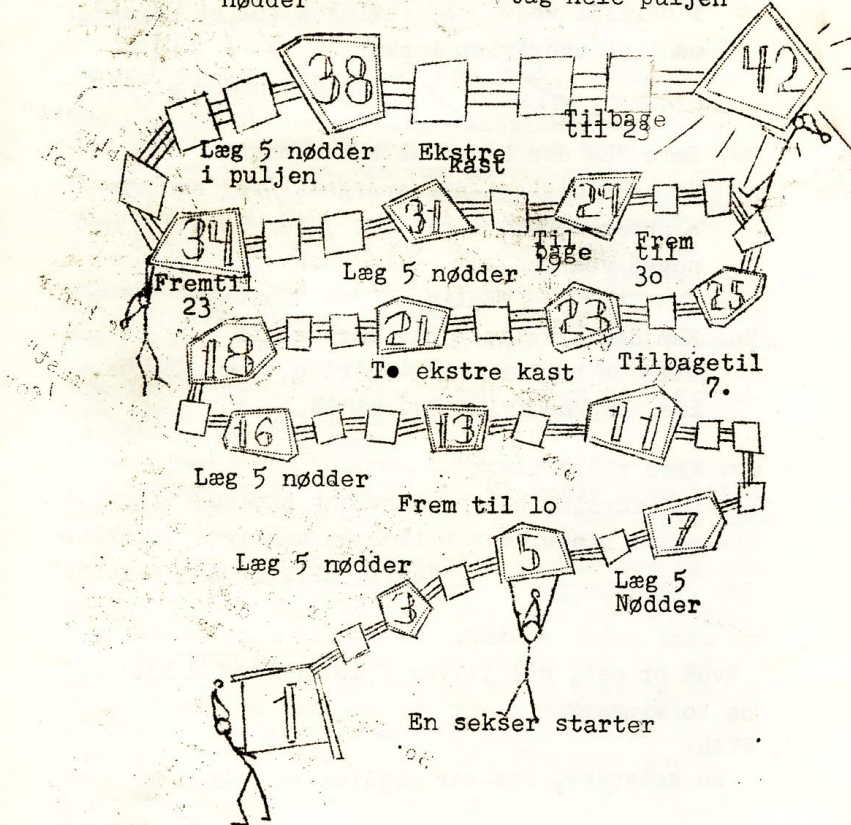 nødder
tag hele puljen
38
42
Tilbage
til 23
Læg 5 nødder
i puljen
Ekstre
kast
34
31
29
Fremtil
23
Læg 5 nødder
Til
bage
19
Frem
til
3o
25
18
21
23
T● ekstre kast
Tilbagetil
7.
16
13
11
Læg 5 nødder
Frem til lo
7
5
Læg 5 nødder
Læg 5
Nødder
3
1
En sekser starter